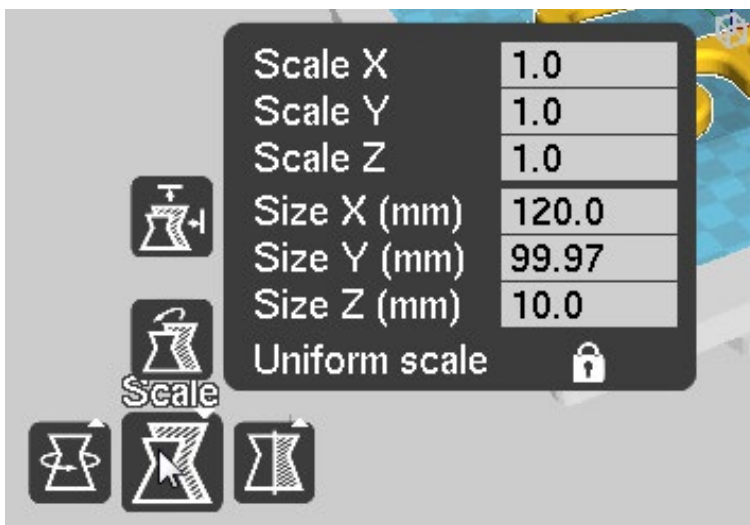 Scale X 1.0
Scale Y 1.0
Scale Z 1.0
Size X (mm) 120.0
Size Y (mm) 99.97
Size Z (mm) 10.0
Uniform scale
Scale